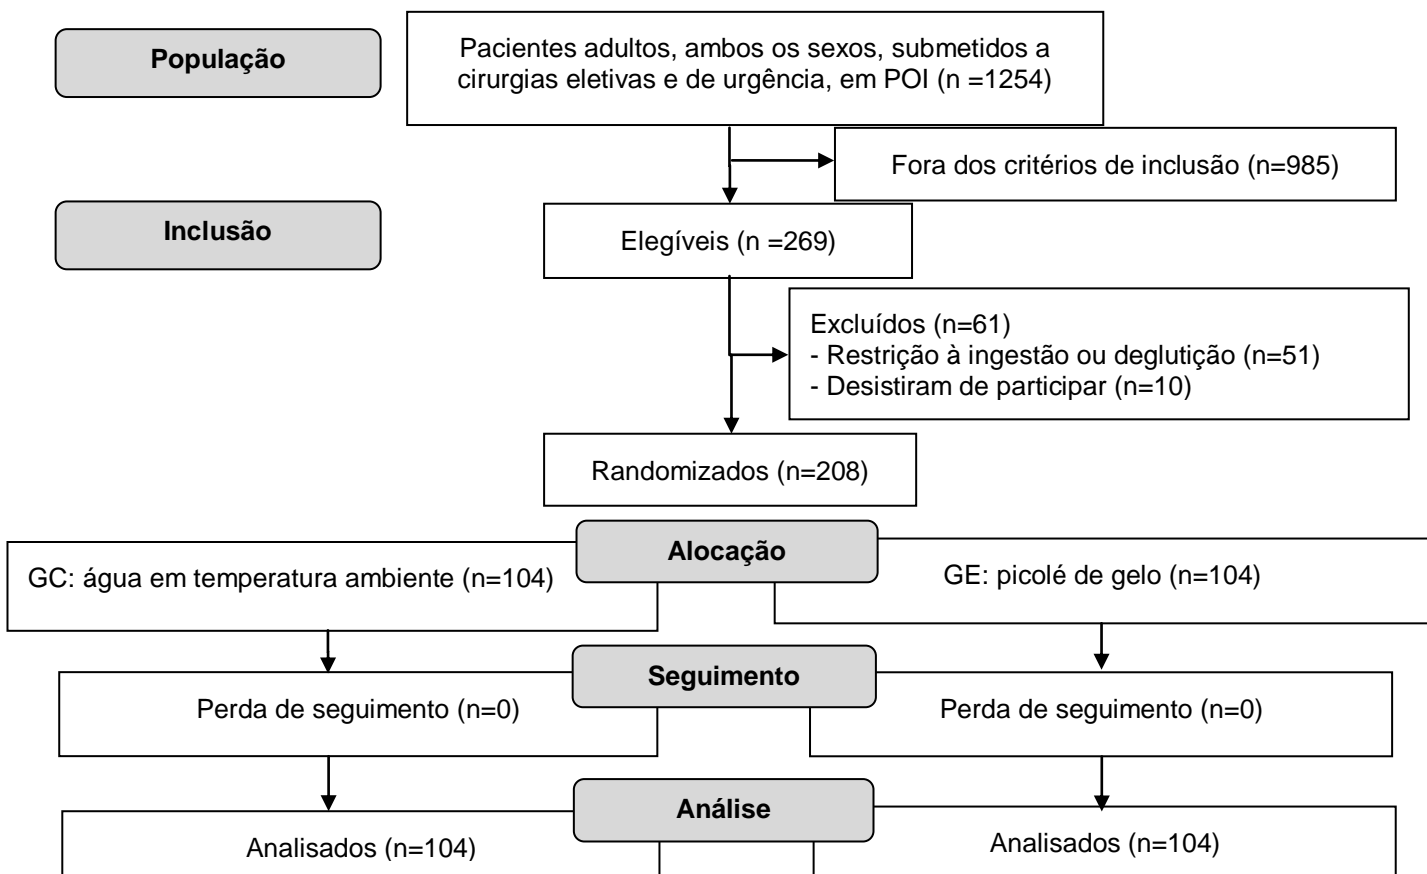 População
Pacientes adultos, ambos os sexos, submetidos a
cirurgias eletivas e de urgência, em POI (n =1254)
Fora dos critérios de inclusão (n=985)
Inclusão
Elegíveis (n =269)
Excluídos (n=61)
- Restrição à ingestão ou deglutição (n=51)
- Desistiram de participar (n=10)
Randomizados (n=208)
Alocação
GC: água em temperatura ambiente (n=104)
GE: picolé de gelo (n=104)
Seguimento
Perda de seguimento (n=0)
Perda de seguimento (n=0)
Análise
Analisados (n=104)
Analisados (n=104)